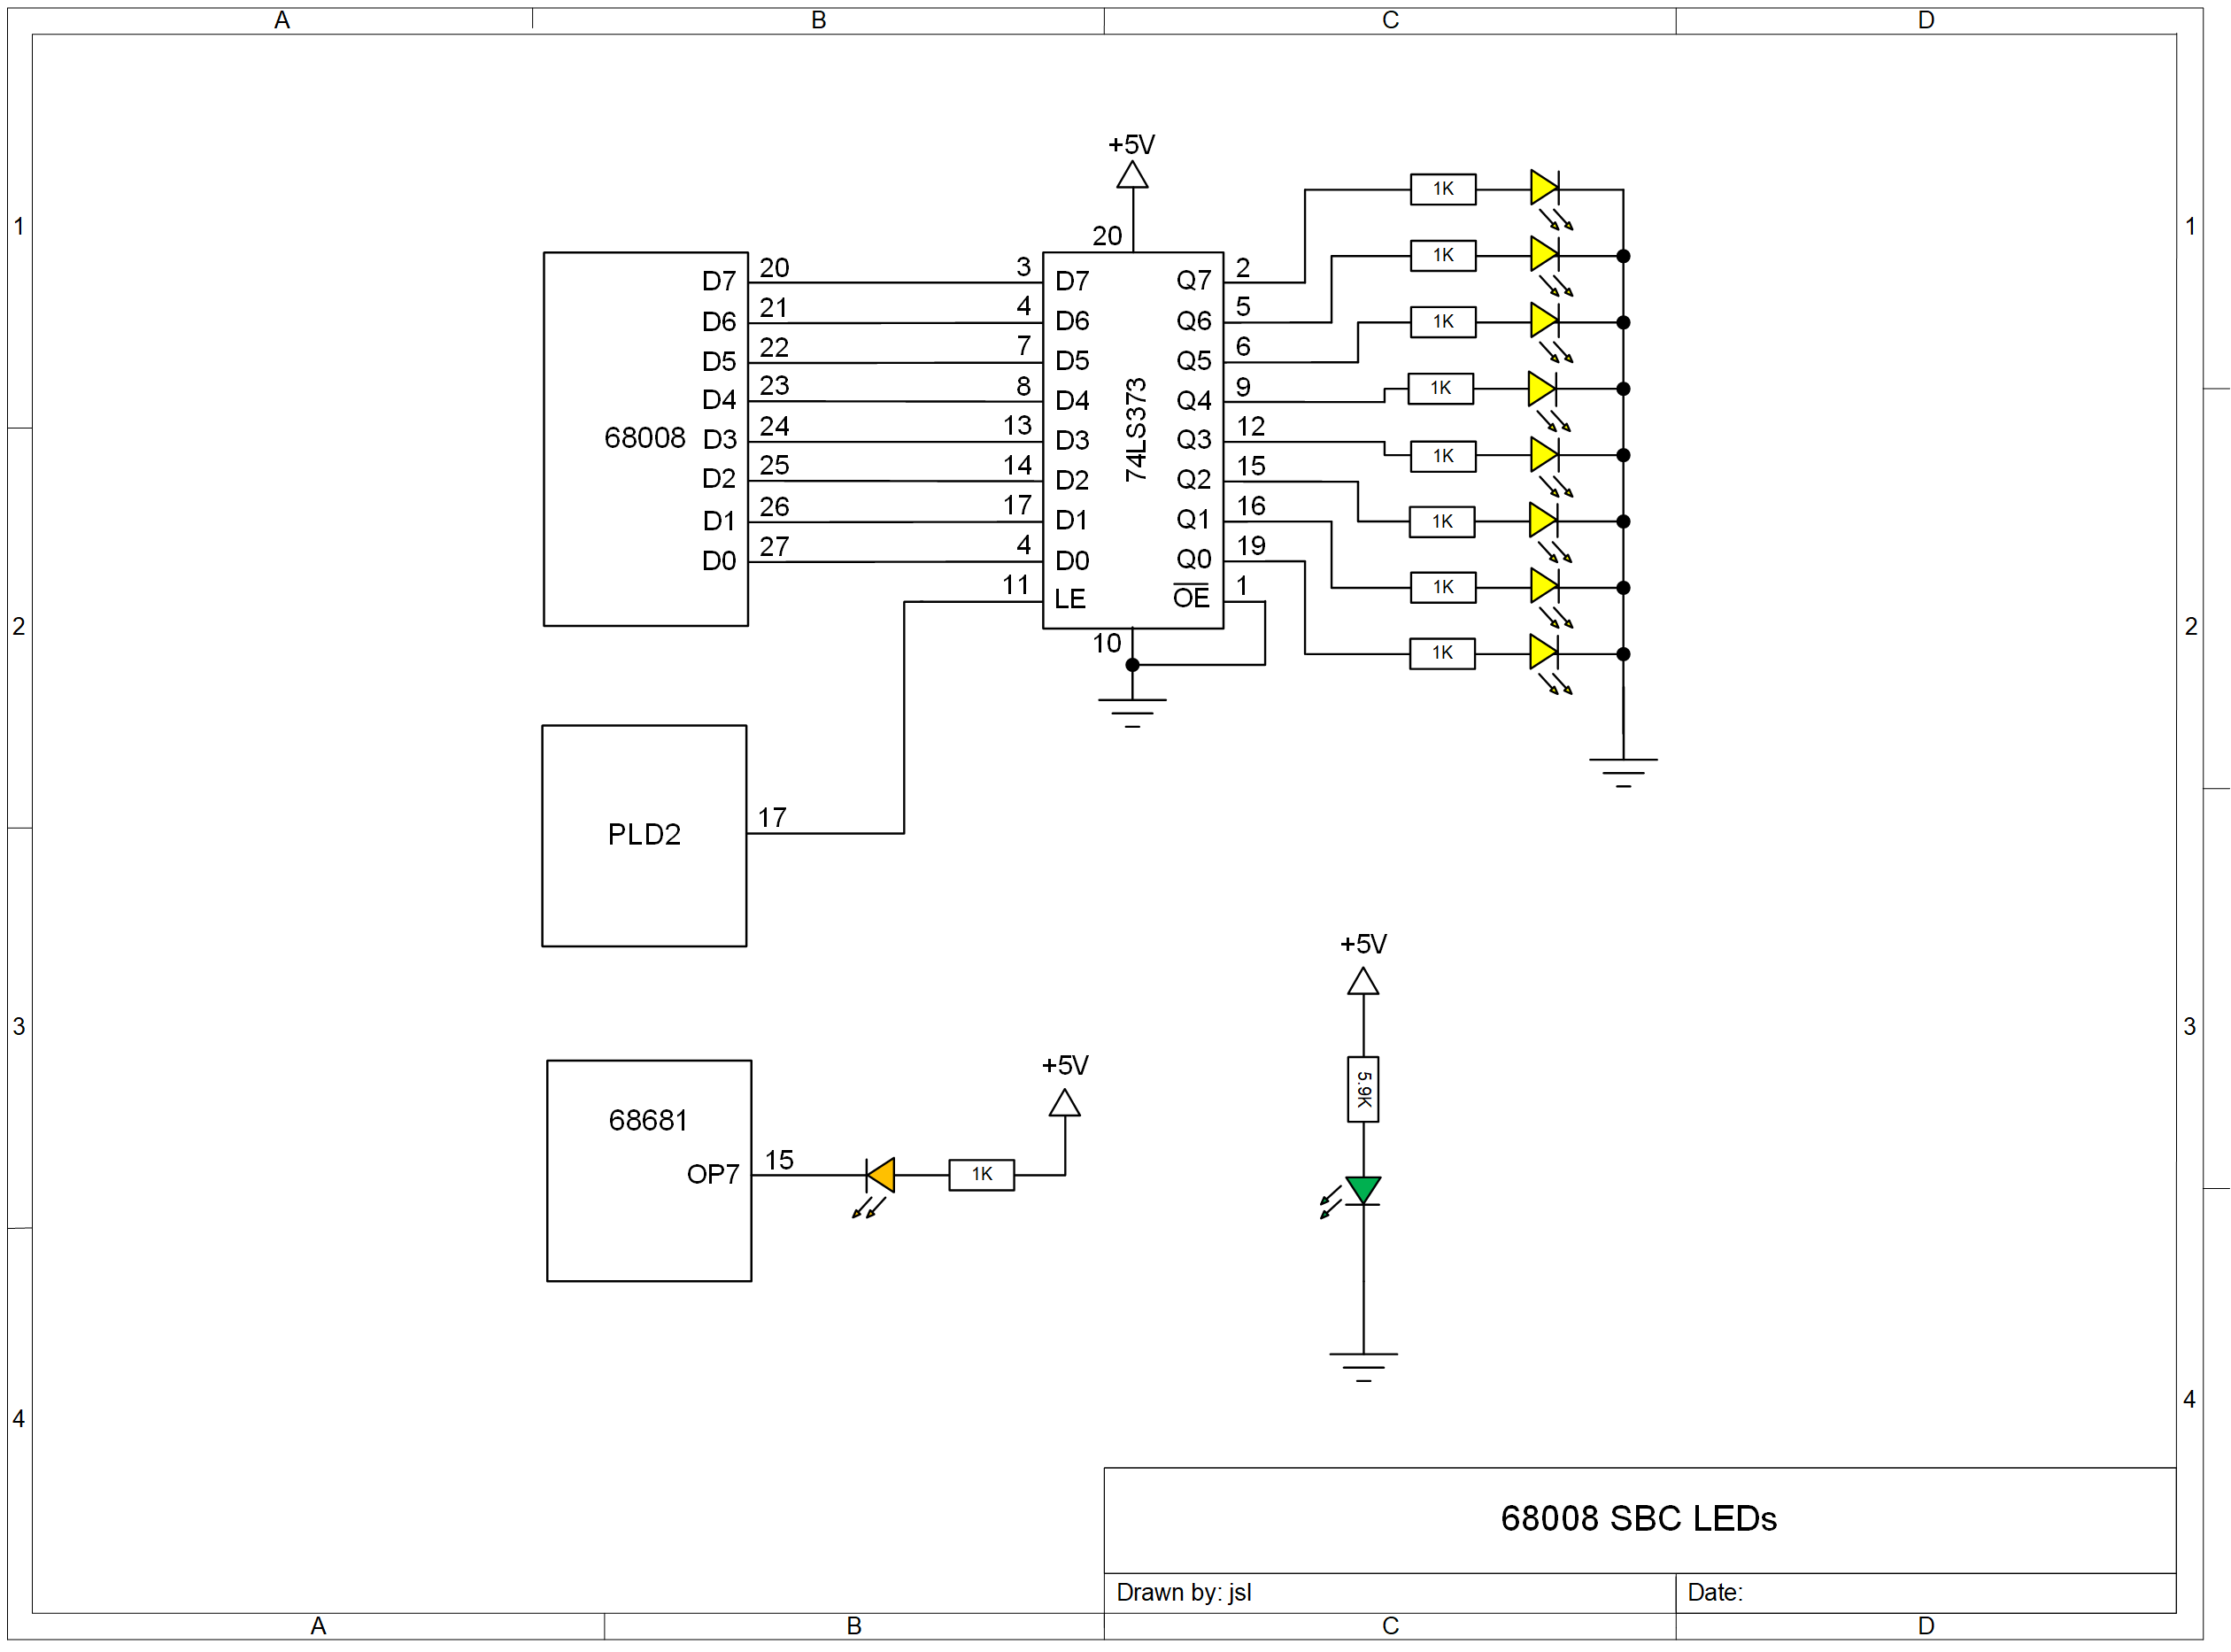 A B C D
+5V
1K
20
1 1
1K
20 3 2
D7 D7 Q7
21 4 5
D6 D6 Q6
1K
22 7 6
D5 D5 Q5
23 8 9 1K
D4 D4 Q4
24 13 12
68008 D3 D3 Q3
74LS373
1K
25 14 15
D2 D2 Q2
26 17 16
D1 D1 Q1
1K
27 4 19
D0 D0 Q0
11 1 1K
LE OE
2 2
10
1K
17
PLD2
+5V
3 3
+5V
5.9K
68681
15
OP7 1K
4 4
68008 SBC LEDs
Drawn by: jsl Date:
A B C D